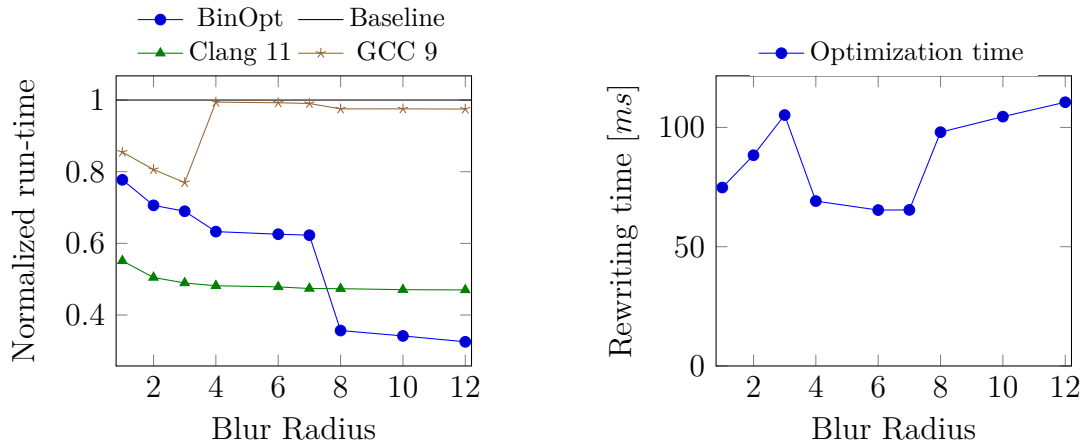 BinOpt
Baseline
Clang 11
GCC 9
1
0.8
0.6
0.4
2
4
6
8
10
12
Normalized run-time
Blur Radius
Optimization time
100
50
0
2
4
6
8
10
12
Rewriting time [ms]
Blur Radius